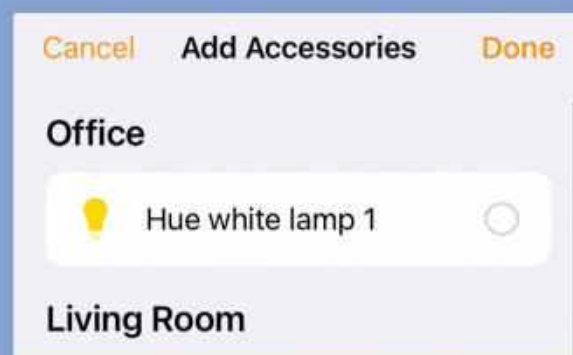 Cancel Add Accessories Done
Office
Hue white lamp 1
Living Room